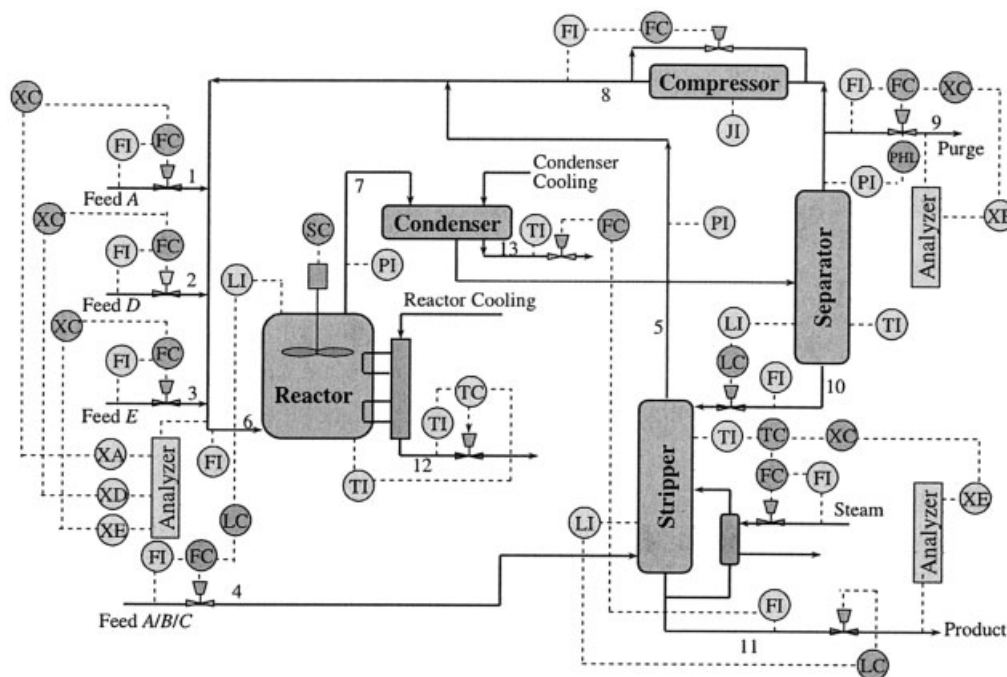 FI
FC
8
Compressor
JI
FI
FC
XC
9
Purge
PHL
PI
XE
Analyzer
XC
FI
FC
1
Feed A
XC
FI
FC
2
Feed D
XC
FI
FC
3
Feed E
7
Condenser
Cooling
Condenser
SC
LI
PI
13
TI
FC
PI
Reactor Cooling
Separator
5
LI
TI
LC
FI
10
Reactor
6
FI
TI
TC
12
TI
XA
XD
XE
Analyzer
LC
FI
FC
4
Feed A/B/C
TI
TC
XC
FC
FI
Steam
Stripper
LI
XE
Analyzer
FI
11
LC
Product